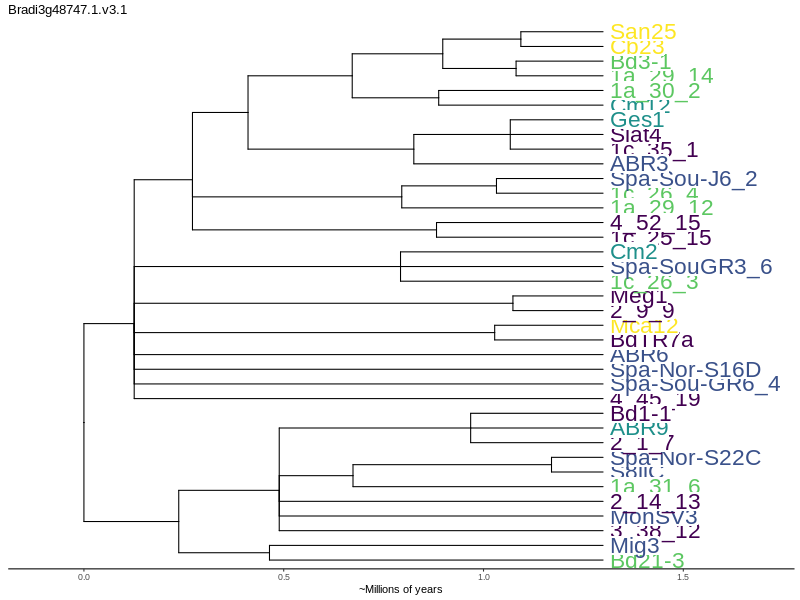 Bradi3g48747.1.v3.1
San25
Cb23
Bd3-1
1a_29_14
1a_30_2
Cm12
Ges1
Siat4
1c_35_1
ABR3
Spa-Sou-J6_2
1c_26_4
1a_29_12
4_52_15
1c_25_15
Cm2
Spa-SouGR3_6
1c_26_3
Meg1
2_9_9
Mca12
BdTR7a
ABR6
Spa-Nor-S16D
Spa-Sou-GR6_4
4_45_19
Bd1-1
ABR9
2_1_7
Spa-Nor-S22C
S8iiC
1a_31_6
2_14_13
MonSV3
3_38_12
Mig3
Bd21-3
0.0 0.5 1.0 1.5
~Millions of years